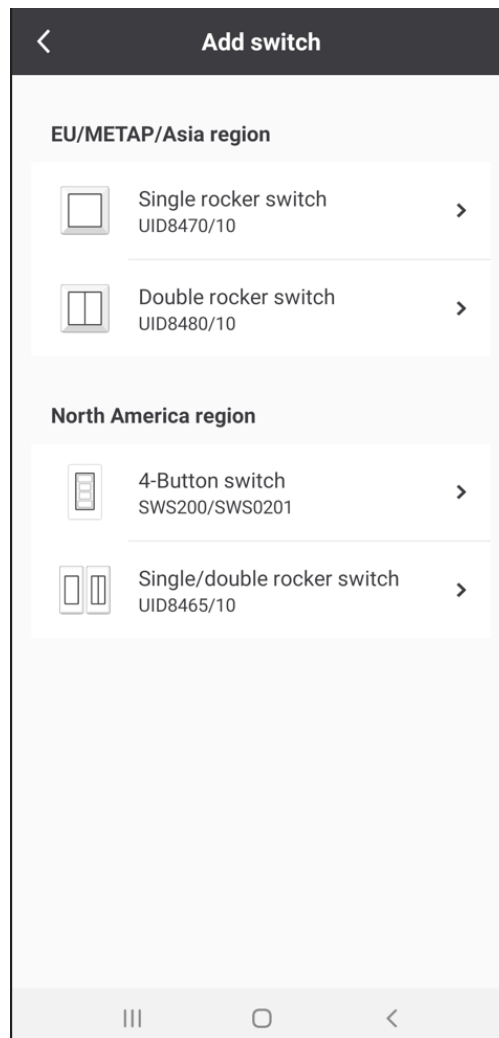 Add switch
EU/METAP/Asia region
Single rocker switch
UID8470/10
Double rocker switch
UID8480/10
North America region
4-Button switch
SWS200/SWS0201
Single/double rocker switch
UID8465/10